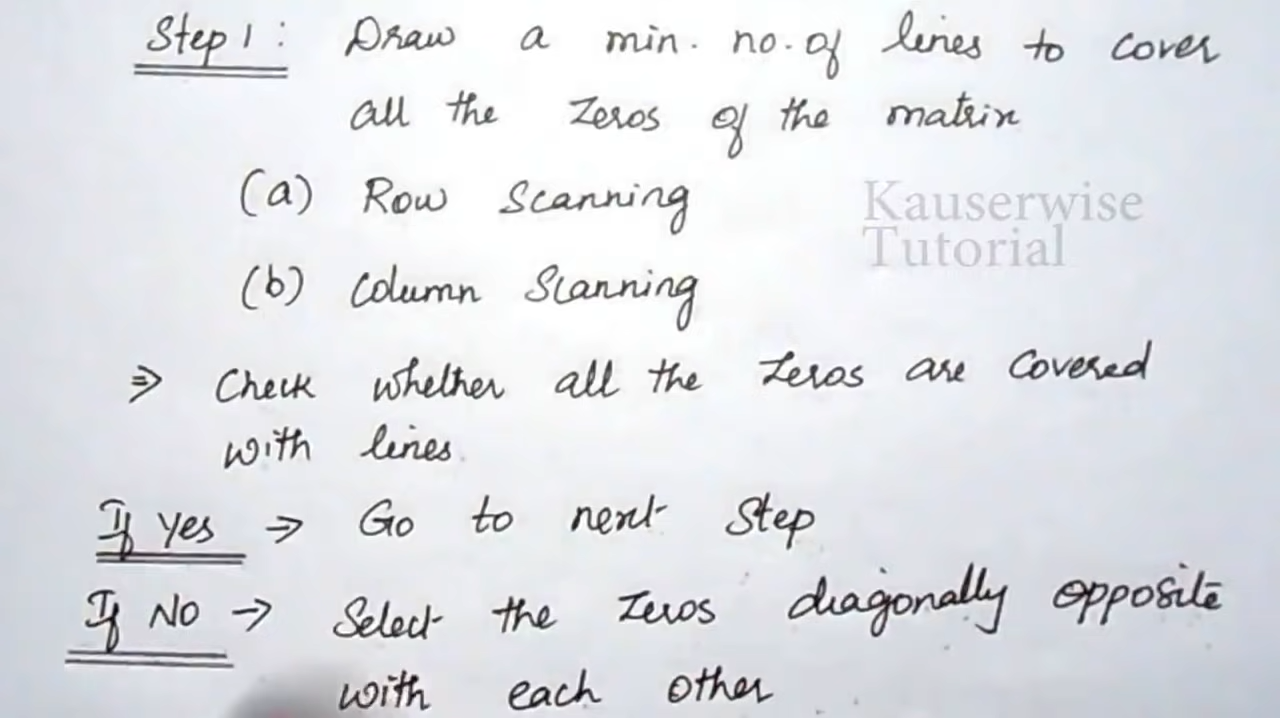 Step 1: Draw a min. no. of lines to cover
all the Zeros of the matrix
(a) Row Scanning
Kauserwise
Tutorial
(b) Column Scanning
⇒ Check whether all the Zeros are Covered
with lines.
If yes → Go to next Step
If No → Select the Zeros diagonally opposite
with each other